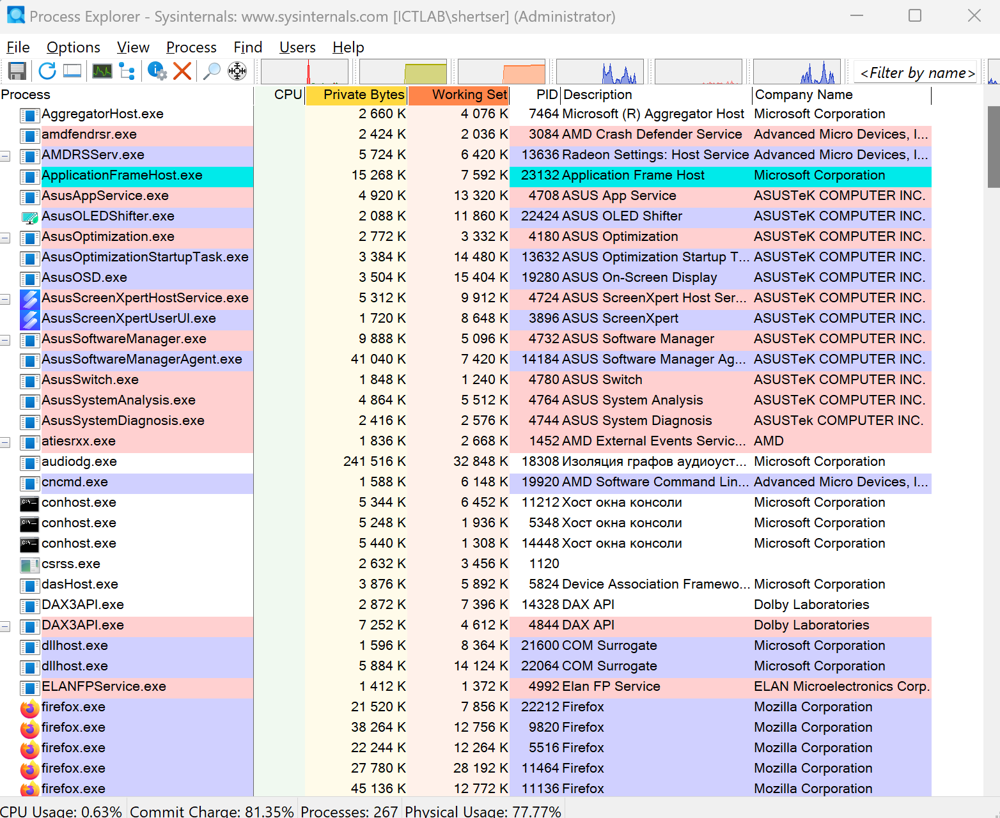 Process Explorer - Sysinternals: www.sysinternals.com [ICTLAB\shertser] (Administrator)
File Options View Process Find Users Help
<Filter by name>
Process CPU Private Bytes Working Set PID Description Company Name
AggregatorHost.exe 2 660 K 4 076 K 7464 Microsoft (R) Aggregator Host Microsoft Corporation
amdfendrsr.exe 2 424 K 2 036 K 3084 AMD Crash Defender Service Advanced Micro Devices, I...
AMDRSServ.exe 5 724 K 6 420 K 13636 Radeon Settings: Host Service Advanced Micro Devices, I...
ApplicationFrameHost.exe 15 268 K 7 592 K 23132 Application Frame Host Microsoft Corporation
AsusAppService.exe 4 920 K 13 320 K 4708 ASUS App Service ASUSTeK COMPUTER INC.
AsusOLEDShifter.exe 2 088 K 11 860 K 22424 ASUS OLED Shifter ASUSTeK COMPUTER INC.
AsusOptimization.exe 2 772 K 3 332 K 4180 ASUS Optimization ASUSTeK COMPUTER INC.
AsusOptimizationStartupTask.exe 3 384 K 14 480 K 13632 ASUS Optimization Startup T... ASUSTeK COMPUTER INC.
AsusOSD.exe 3 504 K 15 404 K 19280 ASUS On-Screen Display ASUSTeK COMPUTER INC.
AsusScreenXpertHostService.exe 5 312 K 9 912 K 4724 ASUS ScreenXpert Host Ser... ASUSTeK COMPUTER INC.
AsusScreenXpertUserUI.exe 1 720 K 8 648 K 3896 ASUS ScreenXpert ASUSTeK COMPUTER INC.
AsusSoftwareManager.exe 9 888 K 5 096 K 4732 ASUS Software Manager ASUSTeK COMPUTER INC.
AsusSoftwareManagerAgent.exe 41 040 K 7 420 K 14184 ASUS Software Manager Ag... ASUSTeK COMPUTER INC.
AsusSwitch.exe 1 848 K 1 240 K 4780 ASUS Switch ASUSTeK COMPUTER INC.
AsusSystemAnalysis.exe 4 864 K 5 512 K 4764 ASUS System Analysis ASUSTeK COMPUTER INC.
AsusSystemDiagnosis.exe 2 416 K 2 576 K 4744 ASUS System Diagnosis ASUSTek COMPUTER INC.
atiesrxx.exe 1 836 K 2 668 K 1452 AMD External Events Servic... AMD
audiodg.exe 241 516 K 32 848 K 18308 Изоляция графов аудиоуст... Microsoft Corporation
cncmd.exe 1 588 K 6 148 K 19920 AMD Software Command Lin... Advanced Micro Devices, I...
conhost.exe 5 344 K 6 452 K 11212 Хост окна консоли Microsoft Corporation
conhost.exe 5 248 K 1 936 K 5348 Хост окна консоли Microsoft Corporation
conhost.exe 5 440 K 1 308 K 14448 Хост окна консоли Microsoft Corporation
csrss.exe 2 632 K 3 456 K 1120
dasHost.exe 3 876 K 5 892 K 5824 Device Association Framewo... Microsoft Corporation
DAX3API.exe 2 872 K 7 396 K 14328 DAX API Dolby Laboratories
DAX3API.exe 7 252 K 4 612 K 4844 DAX API Dolby Laboratories
dllhost.exe 1 596 K 8 364 K 21600 COM Surrogate Microsoft Corporation
dllhost.exe 5 884 K 14 124 K 22064 COM Surrogate Microsoft Corporation
ELANFPService.exe 1 412 K 1 372 K 4992 Elan FP Service ELAN Microelectronics Corp.
firefox.exe 21 520 K 7 856 K 22212 Firefox Mozilla Corporation
firefox.exe 38 264 K 12 756 K 9820 Firefox Mozilla Corporation
firefox.exe 22 244 K 12 264 K 5516 Firefox Mozilla Corporation
firefox.exe 27 780 K 28 192 K 11464 Firefox Mozilla Corporation
firefox.exe 45 136 K 12 772 K 11136 Firefox Mozilla Corporation
CPU Usage: 0.63% Commit Charge: 81.35% Processes: 267 Physical Usage: 77.77%